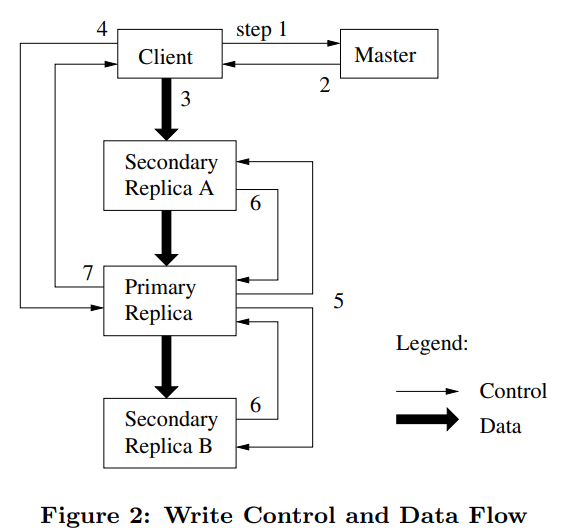 4
step 1
Client
Master
2
3
Secondary
Replica A
6
7
Primary
Replica
5
Legend:
Control
6
Secondary
Replica B
Data
Figure 2: Write Control and Data Flow